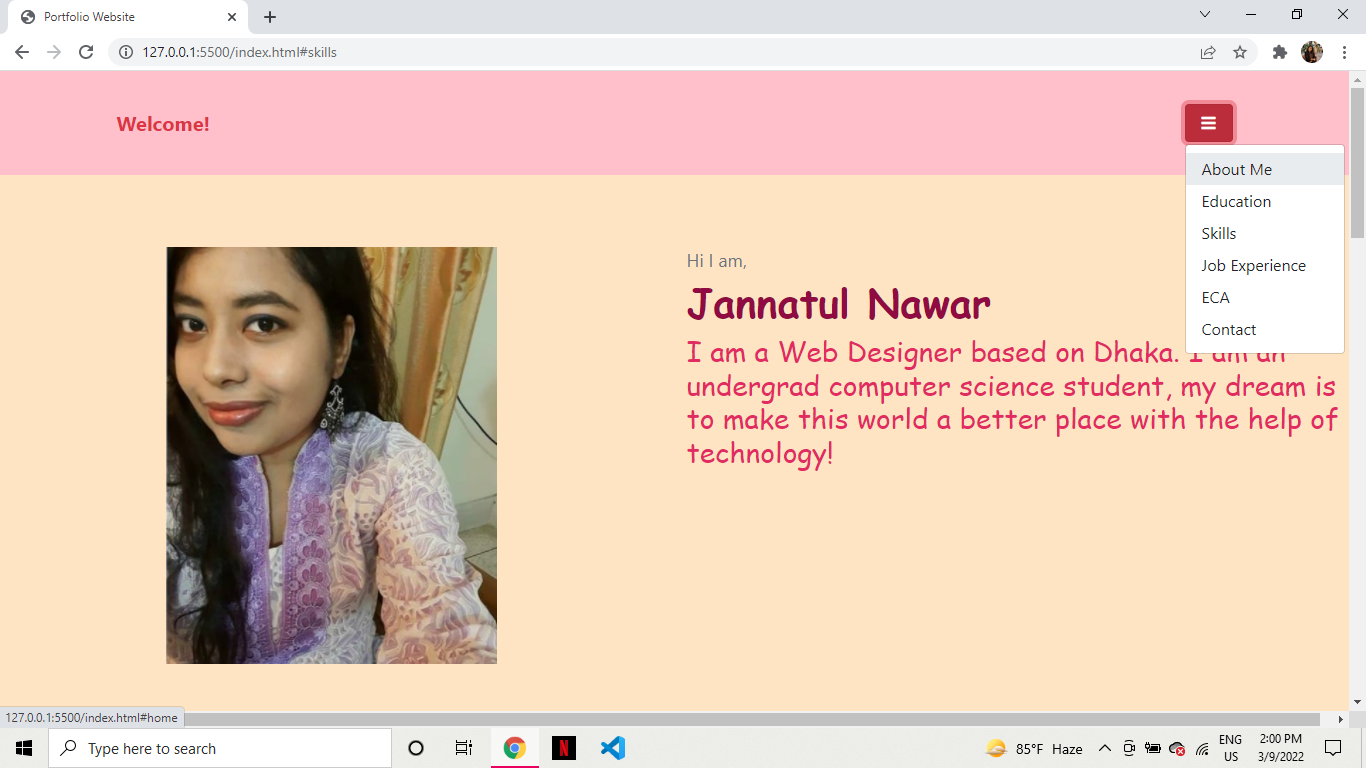 Portfolio Website
127.0.0.1:5500/index.html#skills
Welcome!
About Me
Education
Skills
Job Experience
ECA
Contact
Hi I am,
Jannatul Nawar
I am a Web Designer based on Dhaka. I am an
undergrad computer science student, my dream is
to make this world a better place with the help of
technology!
127.0.0.1:5500/index.html#home
Type here to search
N
85°F Haze
ENG
US
2:00 PM
3/9/2022